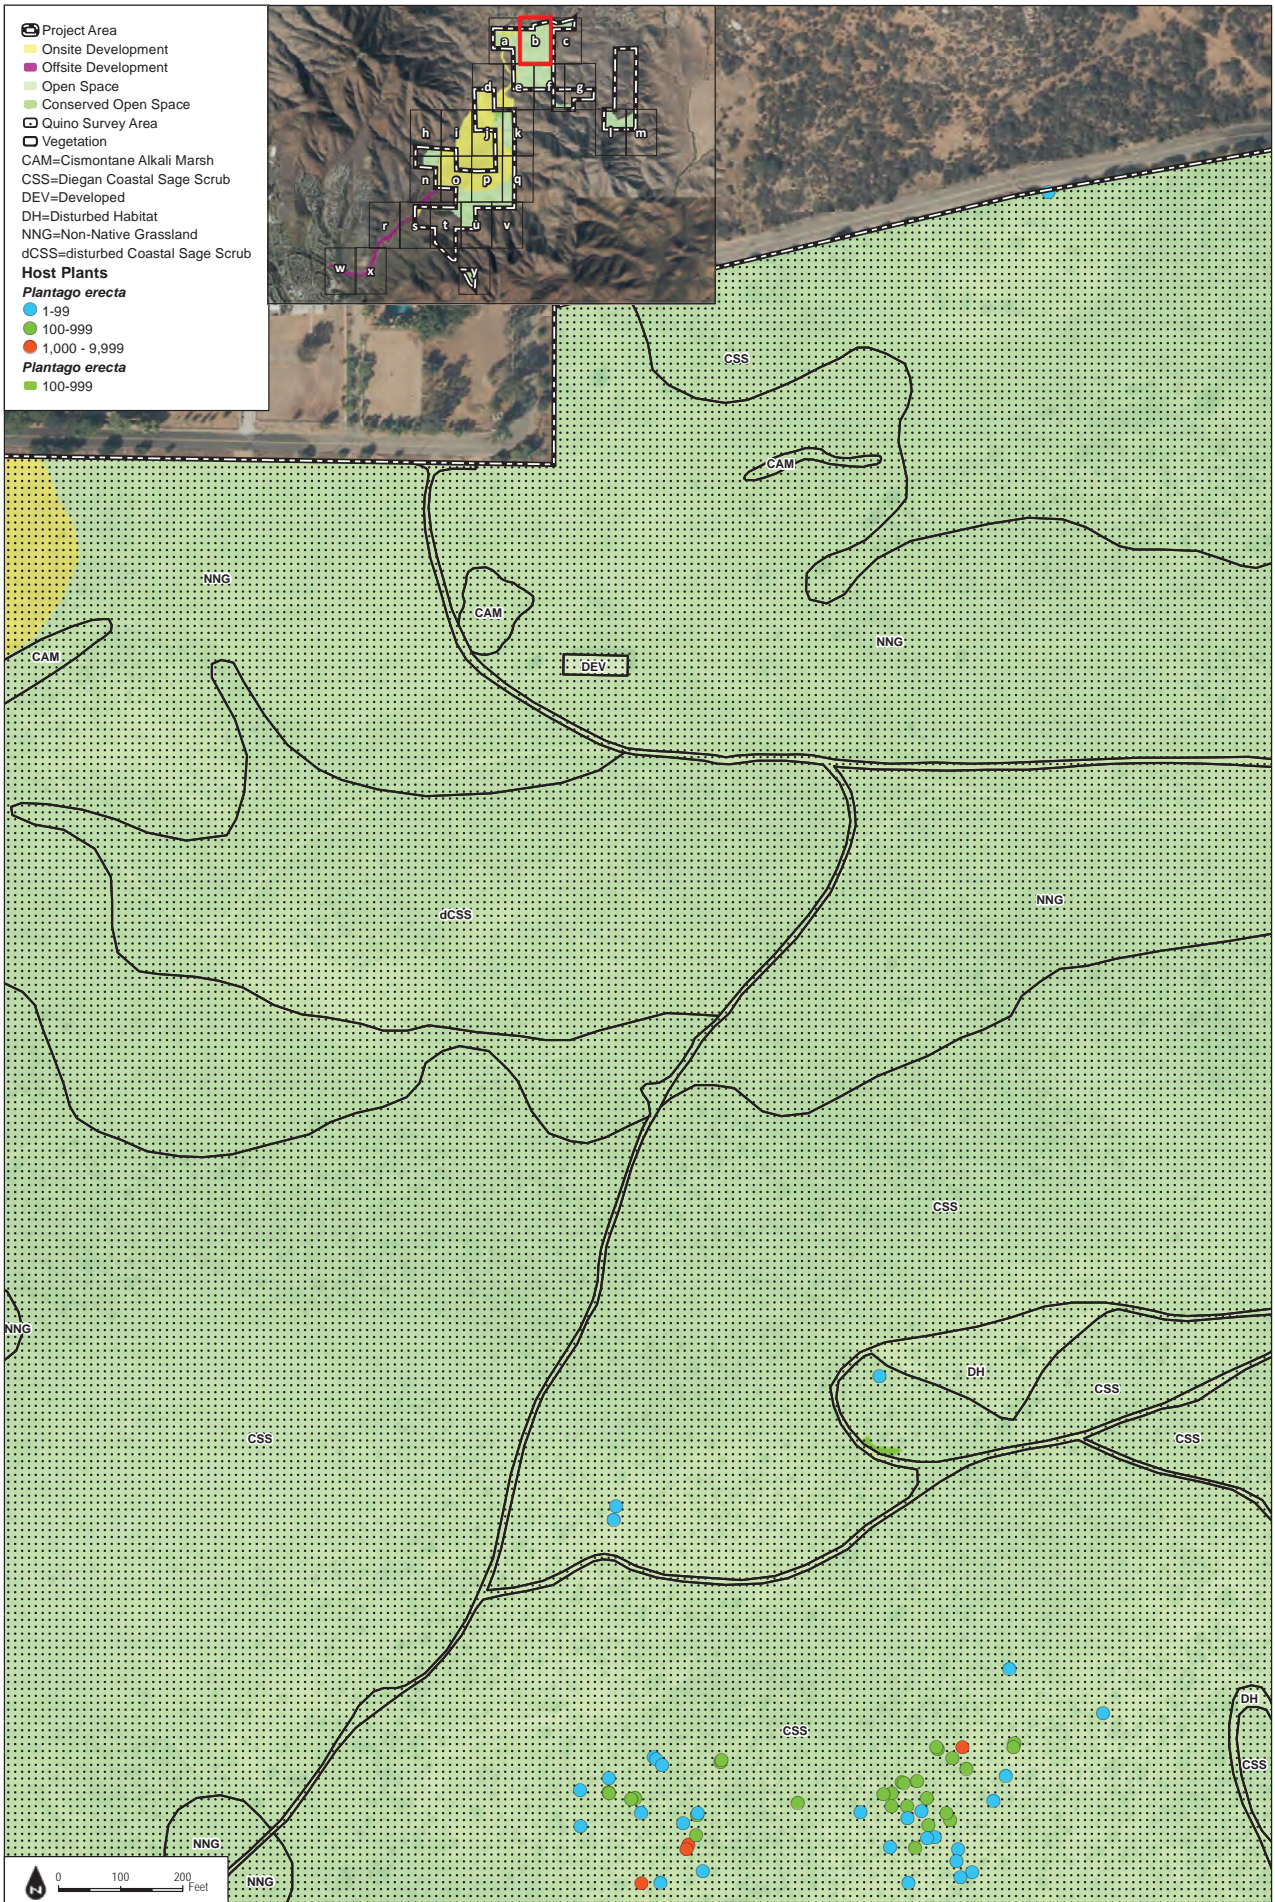 Project Area
Onsite Development
Offsite Development
Open Space
Conserved Open Space
Quino Survey Area
Vegetation
CAM=Cismontane Alkali Marsh
CSS=Diegan Coastal Sage Scrub
DEV=Developed
DH=Disturbed Habitat
NNG=Non-Native Grassland
dCSS=disturbed Coastal Sage Scrub
Host Plants
Plantago erecta
1-99
100-999
1,000 - 9,999
Plantago erecta
100-999
a b c
d e f g
h i j k l m
n o p q
r s t u v
w x y
CSS
CAM
NNG
CAM
NNG
CAM
DEV
NNG
dCSS
CSS
NNG
DH
CSS
CSS
CSS
DH
CSS
CSS
NNG
NNG
N
0 100 200
Feet